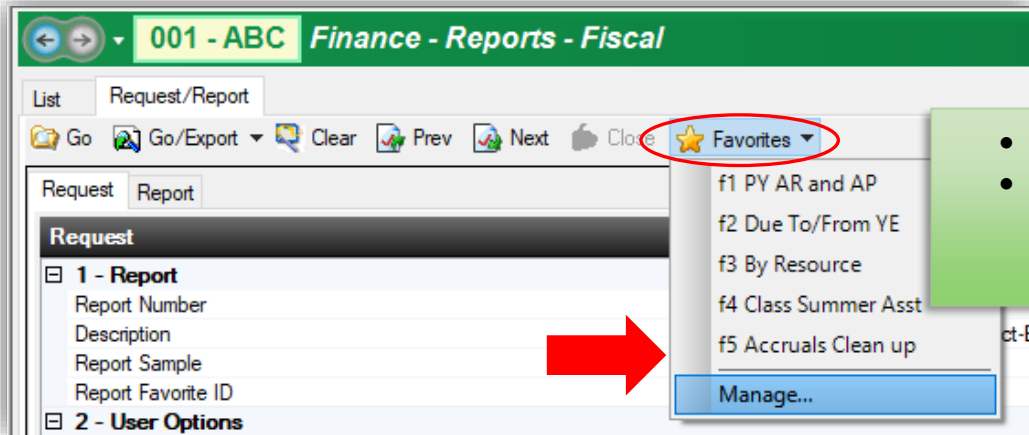 001 - ABC Finance - Reports - Fiscal
List Request/Report
Go Go/Export Clear Prev Next Close Favorites
Request Report
f1 PY AR and AP
f2 Due To/From YE
f3 By Resource
f4 Class Summer Asst
f5 Accruals Clean up
Manage...
Request
1 - Report
Report Number
Description
Report Sample
Report Favorite ID
2 - User Options